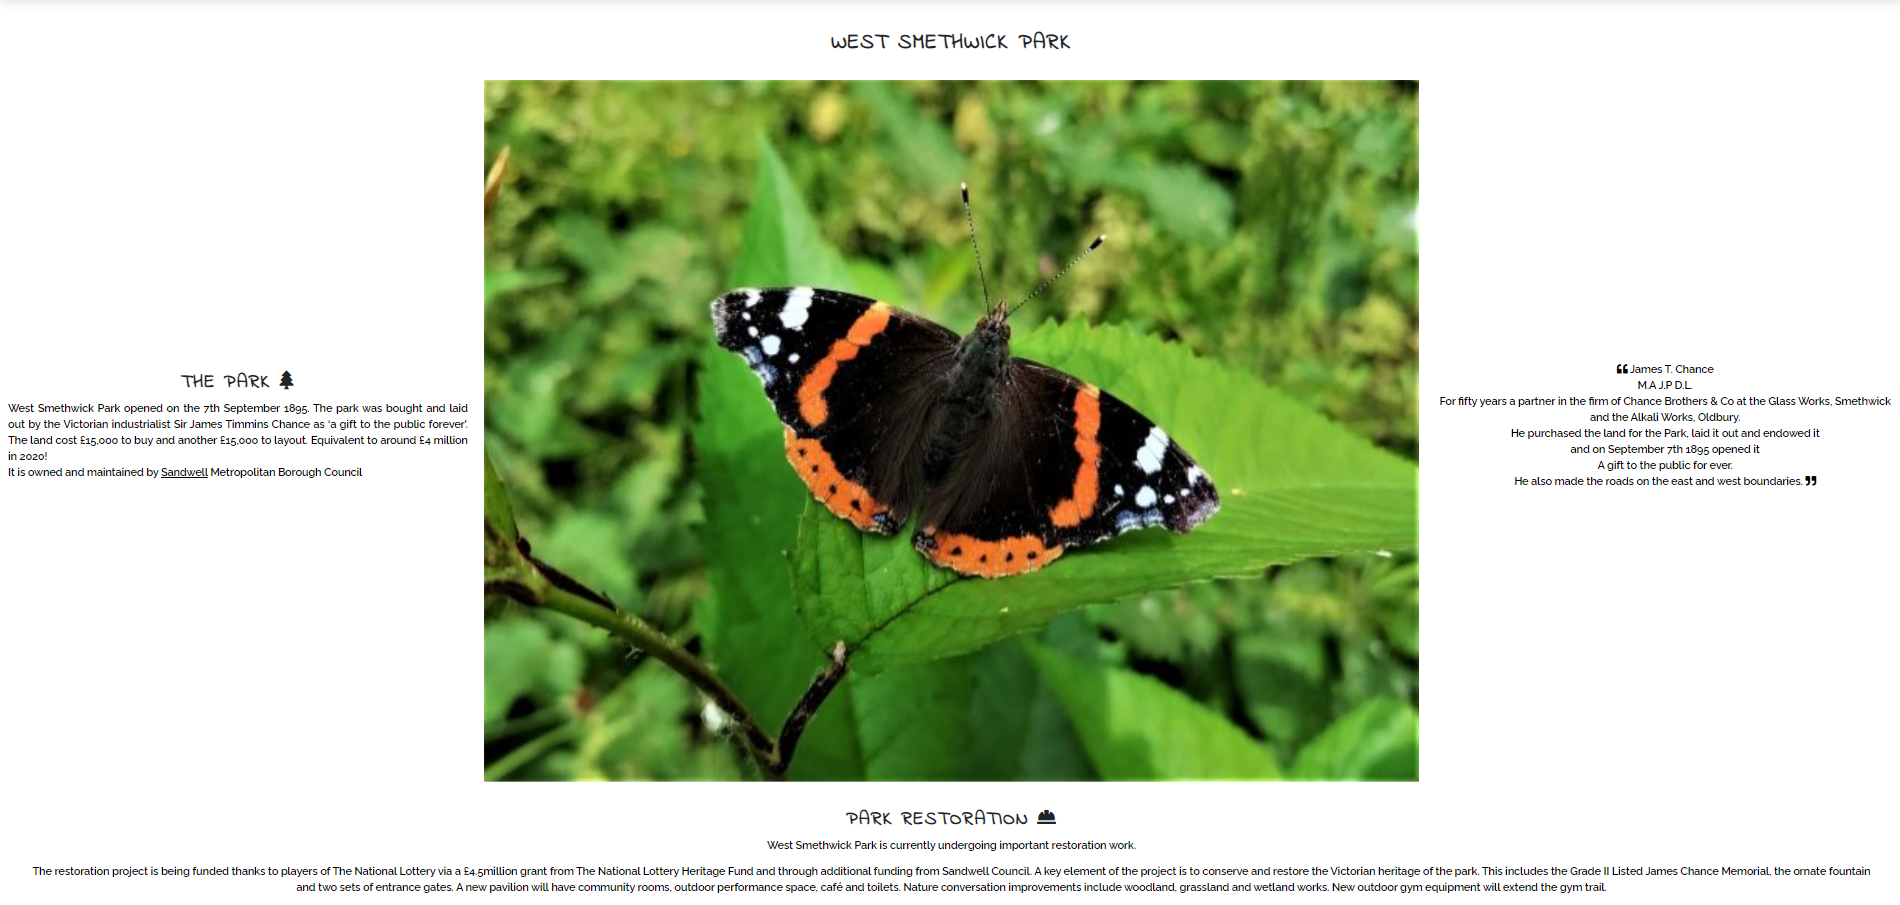 WEST SMETHWICK PARK
THE PARK
West Smethwick Park opened on the 7th September 1895. The park was bought and laid
out by the Victorian industrialist Sir James Timmins Chance as ‘a gift to the public forever’.
The land cost £15,000 to buy and another £15,000 to layout. Equivalent to around £4 million
in 2020!
It is owned and maintained by Sandwell Metropolitan Borough Council
❝ James T. Chance
M.A J.P D.L.
For fifty years a partner in the firm of Chance Brothers & Co at the Glass Works, Smethwick
and the Alkali Works, Oldbury.
He purchased the land for the Park, laid it out and endowed it
and on September 7th 1895 opened it
A gift to the public for ever.
He also made the roads on the east and west boundaries. ❞
PARK RESTORATION
West Smethwick Park is currently undergoing important restoration work.
The restoration project is being funded thanks to players of The National Lottery via a £4.5million grant from The National Lottery Heritage Fund and through additional funding from Sandwell Council. A key element of the project is to conserve and restore the Victorian heritage of the park. This includes the Grade II Listed James Chance Memorial, the ornate fountain
and two sets of entrance gates. A new pavilion will have community rooms, outdoor performance space, café and toilets. Nature conversation improvements include woodland, grassland and wetland works. New outdoor gym equipment will extend the gym trail.